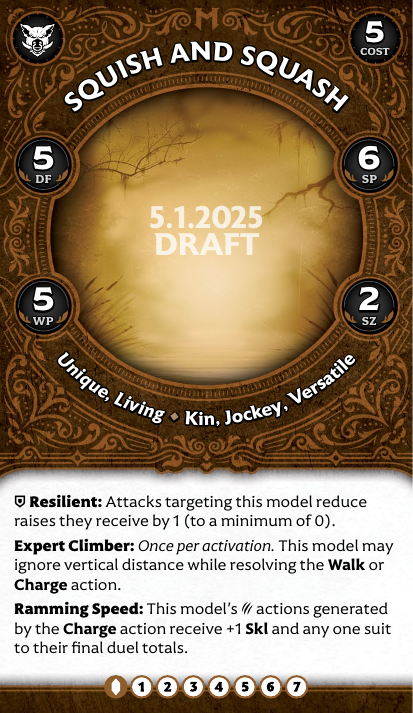 M
5
COST
SQUISH AND SQUASH
5
DF
6
SP
5.1.2025
DRAFT
5
WP
2
SZ
Unique, Living ◆ Kin, Jockey, Versatile
Resilient: Attacks targeting this model reduce
raises they receive by 1 (to a minimum of 0).
Expert Climber: Once per activation. This model may
ignore vertical distance while resolving the Walk or
Charge action.
Ramming Speed: This model's actions generated
by the Charge action receive +1 Skl and any one suit
to their final duel totals.
1 2 3 4 5 6 7